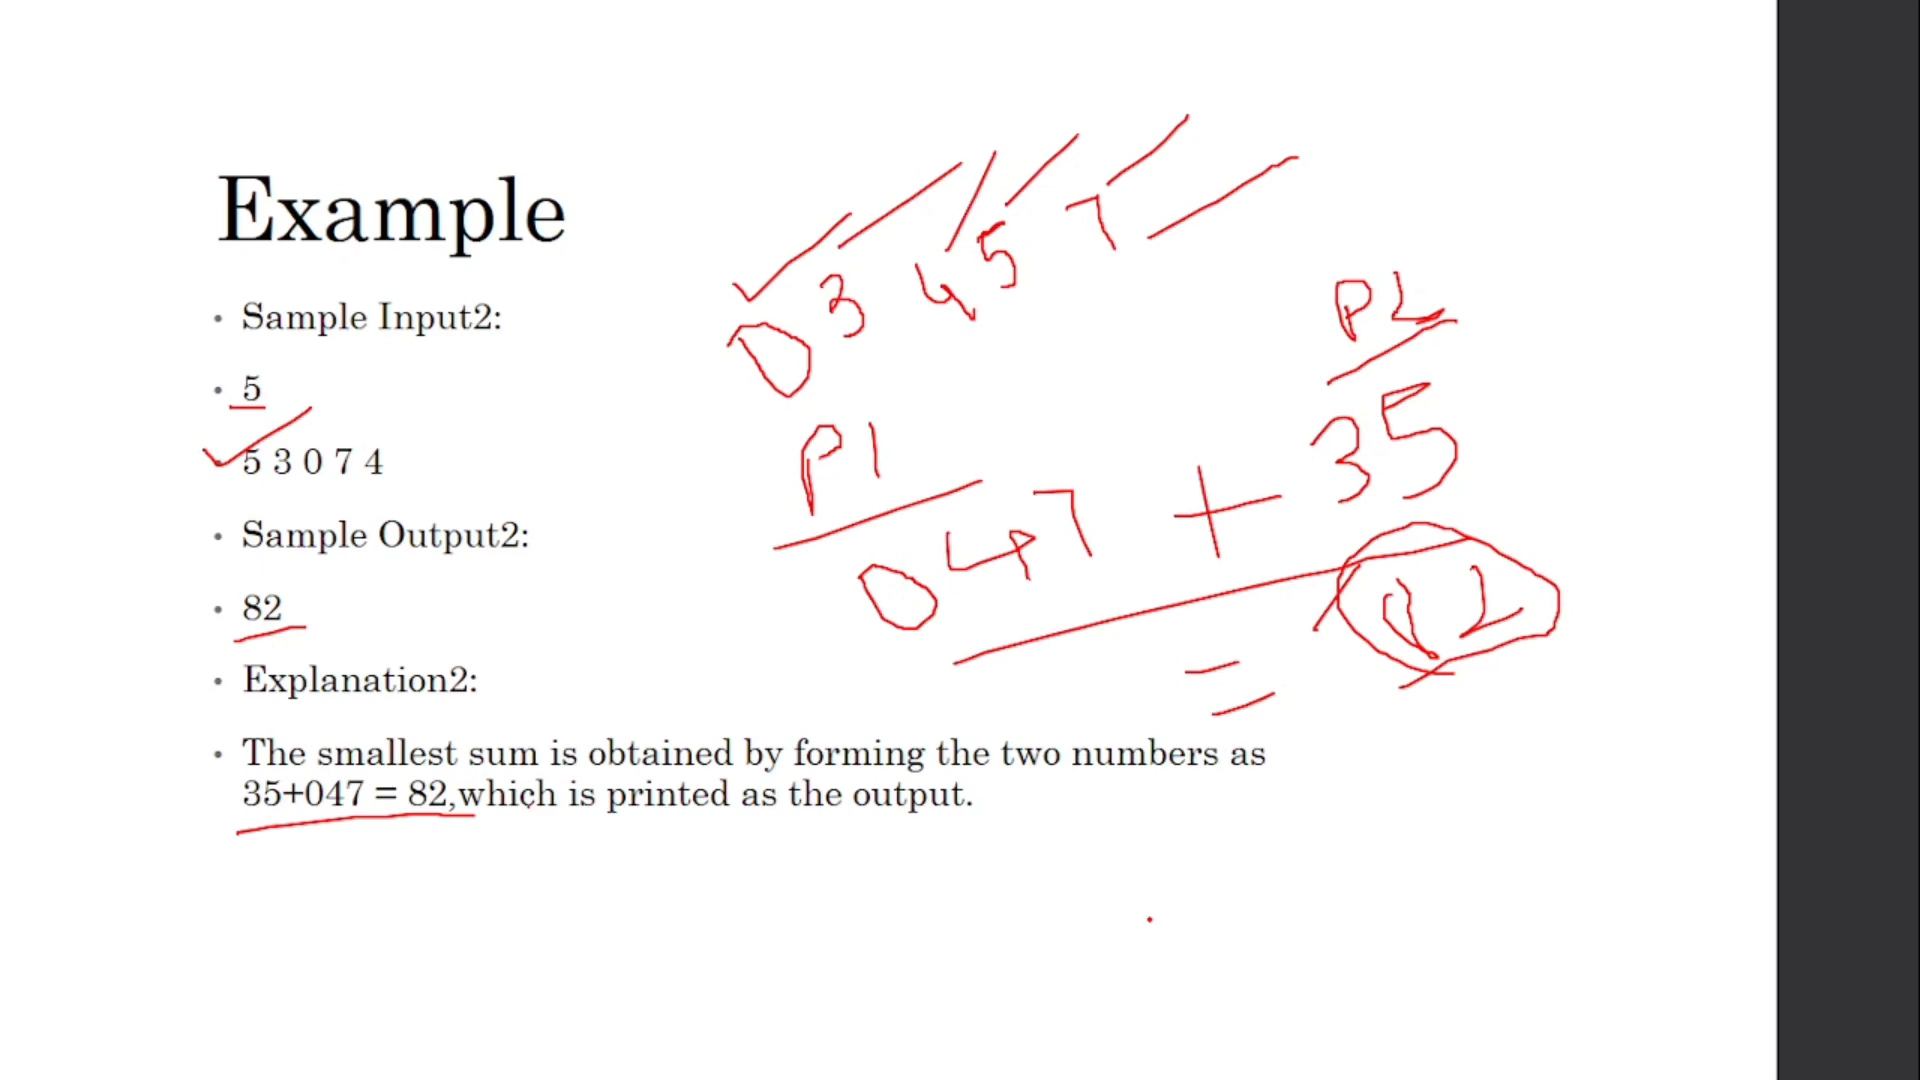 Example
0 3 4 5 7
• Sample Input2:
P2
• 5
35
P1
• 5 3 0 7 4
047 +
• Sample Output2:
• 82
= 82
• Explanation2:
• The smallest sum is obtained by forming the two numbers as
35+047 = 82,which is printed as the output.